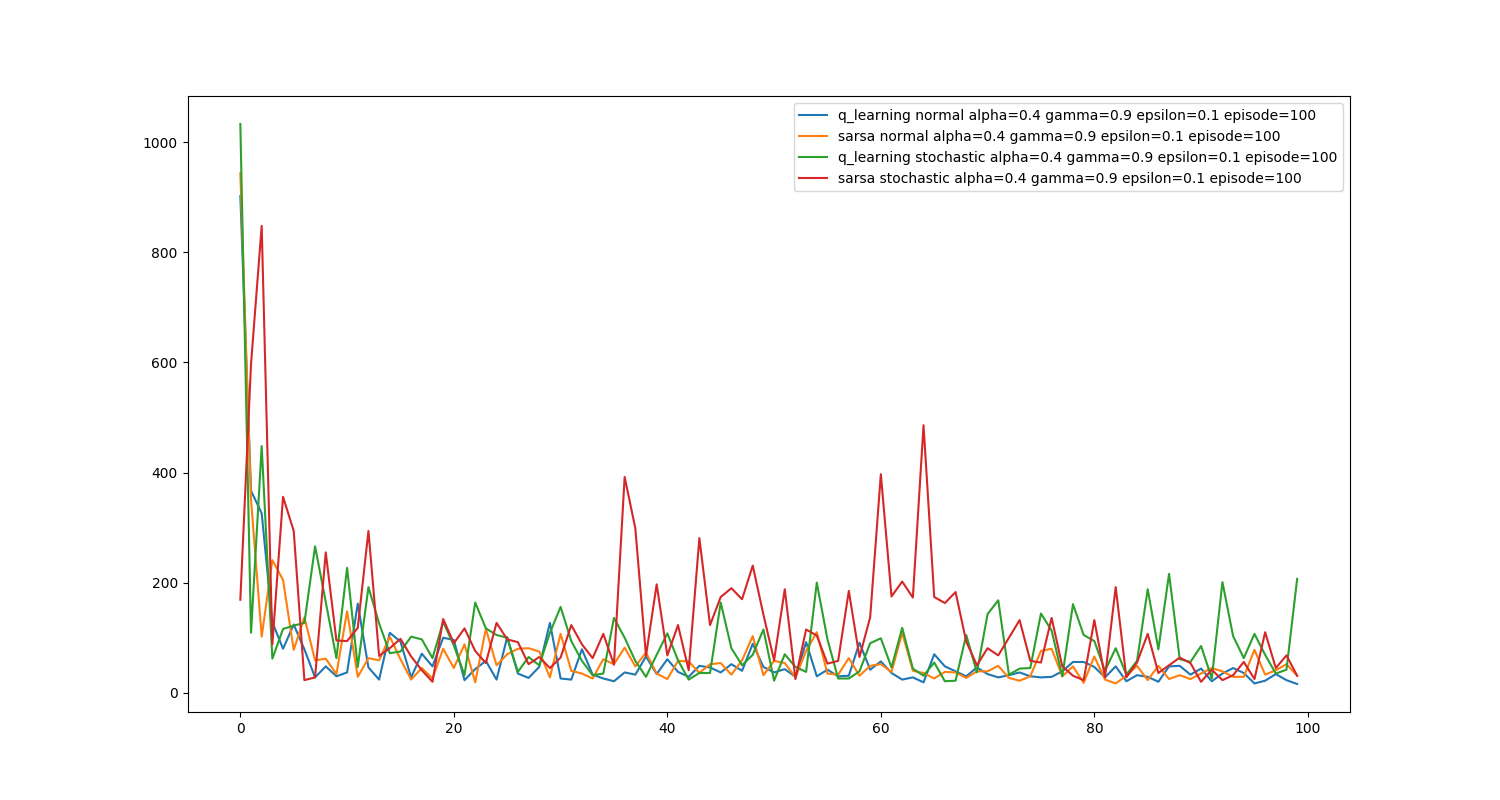 q_learning normal alpha=0.4 gamma=0.9 epsilon=0.1 episode=100
sarsa normal alpha=0.4 gamma=0.9 epsilon=0.1 episode=100
q_learning stochastic alpha=0.4 gamma=0.9 epsilon=0.1 episode=100
sarsa stochastic alpha=0.4 gamma=0.9 epsilon=0.1 episode=100
1000
800
600
400
200
0
0 20 40 60 80 100